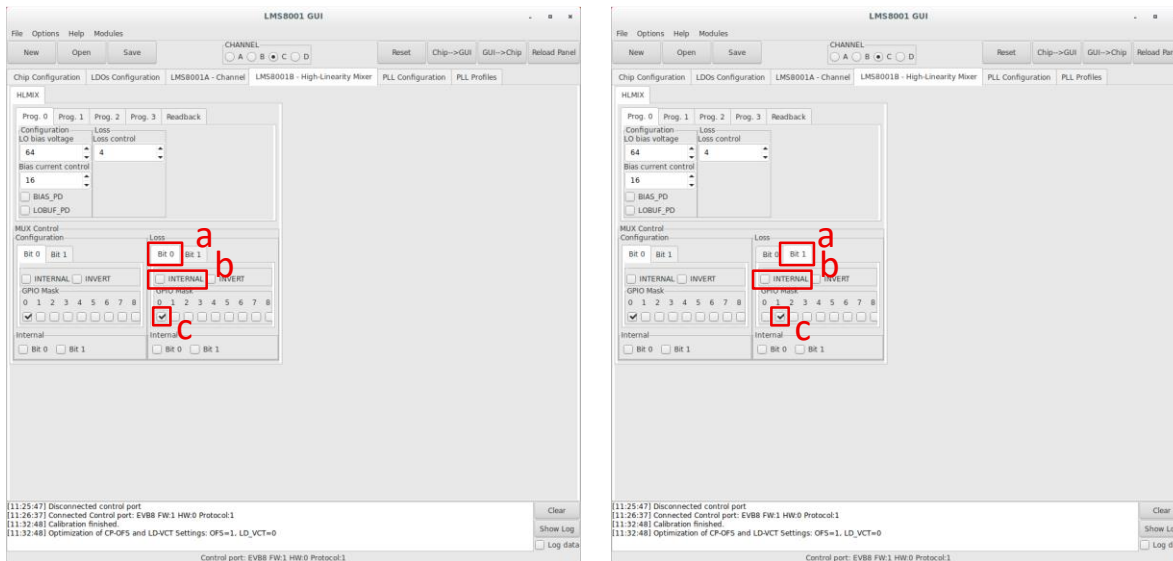 LMS8001 GUI
File Options Help Modules
New Open Save CHANNEL A B C D Reset Chip-->GUI GUI-->Chip Reload Panel
Chip Configuration LDOs Configuration LMS8001A - Channel LMS8001B - High-Linearity Mixer PLL Configuration PLL Profiles
HLMIX
Prog. 0 Prog. 1 Prog. 2 Prog. 3 Readback
Configuration Loss
LO bias voltage Loss control
64 4
Bias current control
16
BIAS_PD
LOBUF_PD
MUX Control
Configuration Loss
a
Bit 0 Bit 1 Bit 0 Bit 1
b
INTERNAL INVERT INTERNAL INVERT
GPIO Mask GPIO Mask
0 1 2 3 4 5 6 7 8 0 1 2 3 4 5 6 7 8
c
Internal Internal
Bit 0 Bit 1 Bit 0 Bit 1
[11:25:47] Disconnected control port
[11:26:37] Connected Control port: EVB8 FW:1 HW:0 Protocol:1
[11:32:48] Calibration finished.
[11:32:48] Optimization of CP-OFS and LD-VCT Settings: OFS=1, LD_VCT=0
Clear
Show Log
Log data
Control port: EVB8 FW:1 HW:0 Protocol:1
LMS8001 GUI
File Options Help Modules
New Open Save CHANNEL A B C D Reset Chip-->GUI GUI-->Chip Reload Par
Chip Configuration LDOs Configuration LMS8001A - Channel LMS8001B - High-Linearity Mixer PLL Configuration PLL Profiles
HLMIX
Prog. 0 Prog. 1 Prog. 2 Prog. 3 Readback
Configuration Loss
LO bias voltage Loss control
64 4
Bias current control
16
BIAS_PD
LOBUF_PD
MUX Control
Configuration Loss
a
Bit 0 Bit 1 Bit 0 Bit 1
b
INTERNAL INVERT INTERNAL INVERT
GPIO Mask GPIO Mask
0 1 2 3 4 5 6 7 8 0 1 2 3 4 5 6 7 8
c
Internal Internal
Bit 0 Bit 1 Bit 0 Bit 1
[11:25:47] Disconnected control port
[11:26:37] Connected Control port: EVB8 FW:1 HW:0 Protocol:1
[11:32:48] Calibration finished.
[11:32:48] Optimization of CP-OFS and LD-VCT Settings: OFS=1, LD_VCT=0
Clear
Show Lo
Log d
Control port: EVB8 FW:1 HW:0 Protocol:1